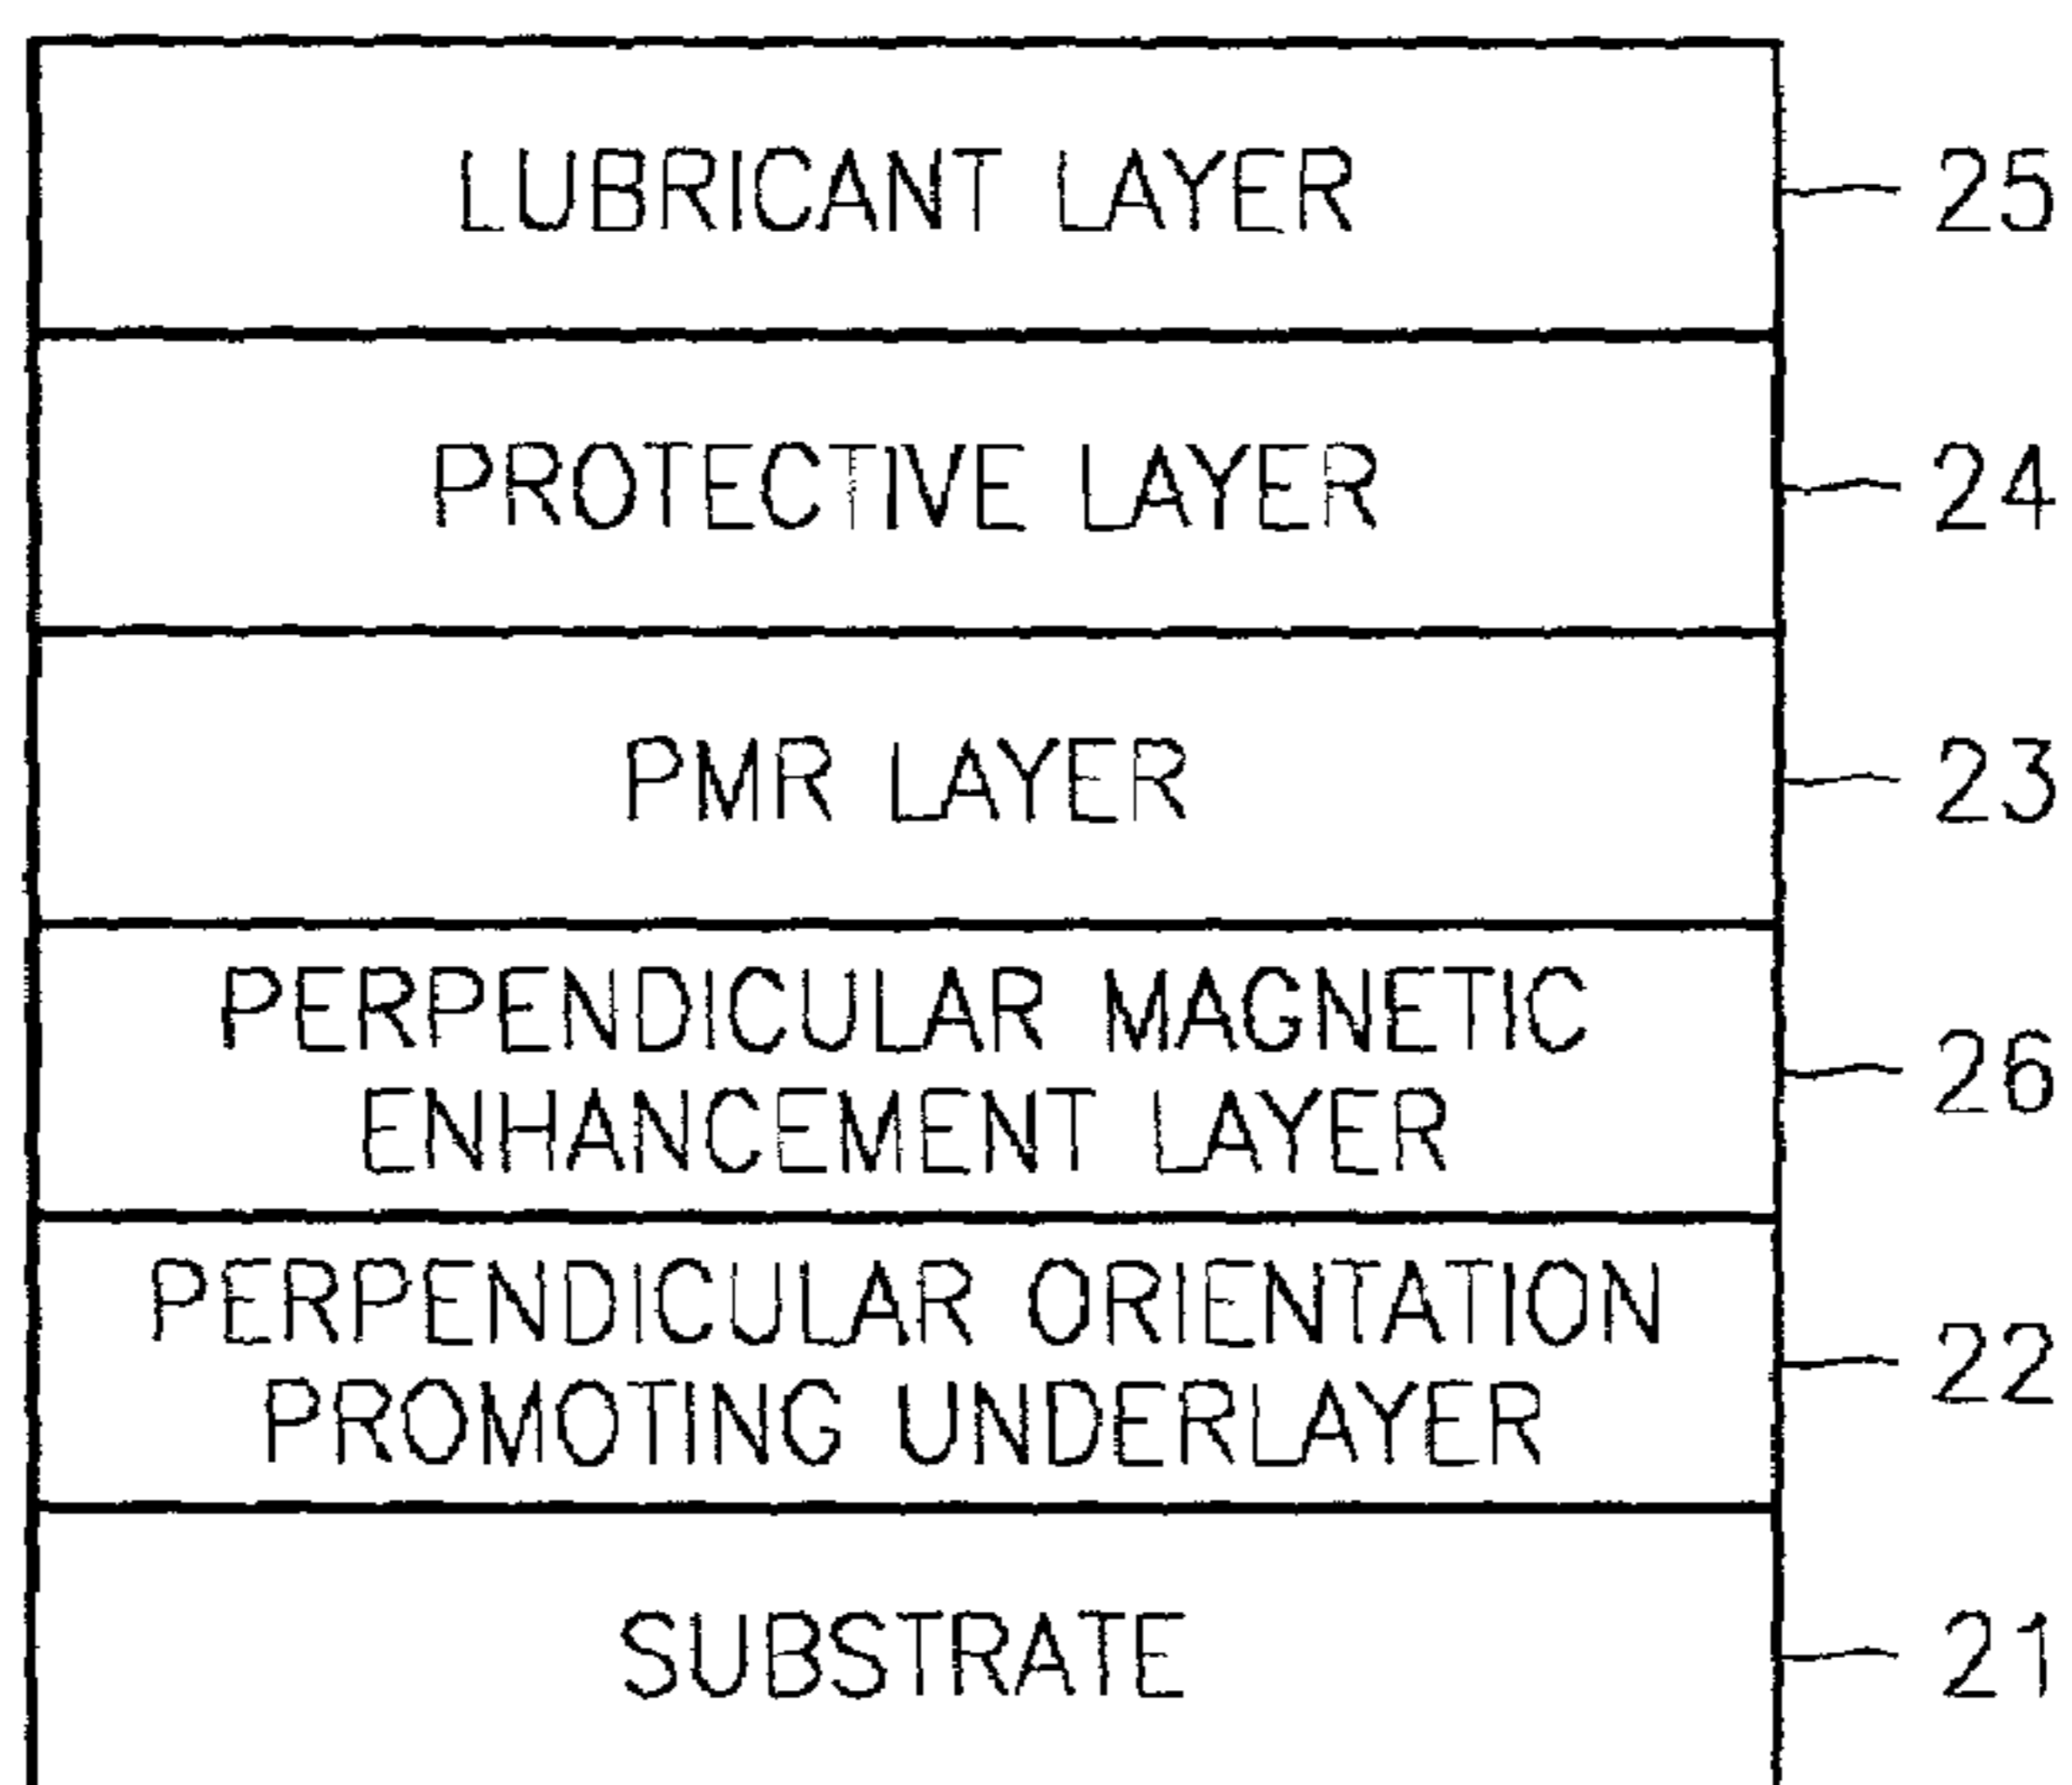 LUBRICANT LAYER 25
PROTECTIVE LAYER 24
PMR LAYER 23
PERPENDICULAR MAGNETIC
ENHANCEMENT LAYER 26
PERPENDICULAR ORIENTATION
PROMOTING UNDERLAYER 22
SUBSTRATE 21